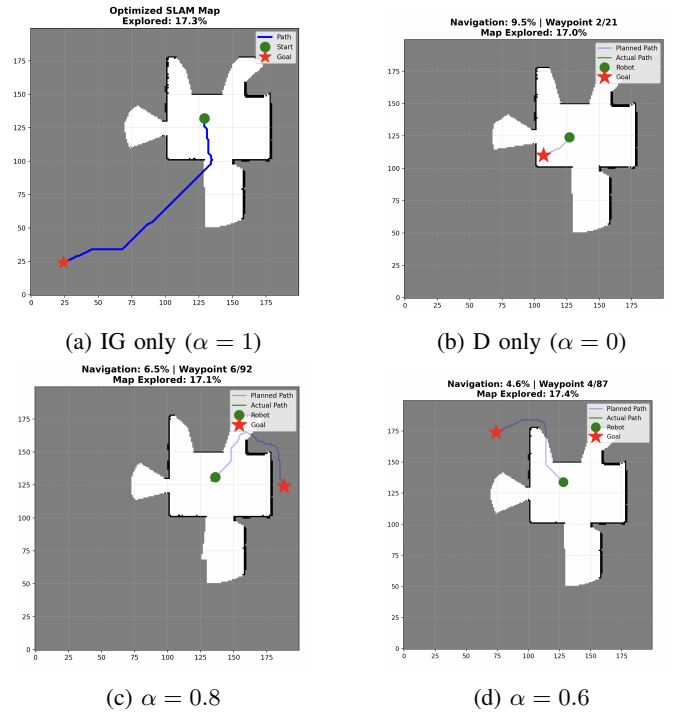 Optimized SLAM Map
Explored: 17.3%
Path
Start
Goal
175
150
125
100
75
50
25
0
0 25 50 75 100 125 150 175
(a) IG only (α = 1)
Navigation: 9.5% | Waypoint 2/21
Map Explored: 17.0%
Planned Path
Actual Path
Robot
Goal
175
150
125
100
75
50
25
0
0 25 50 75 100 125 150 175
(b) D only (α = 0)
Navigation: 6.5% | Waypoint 6/92
Map Explored: 17.1%
Planned Path
Actual Path
Robot
Goal
175
150
125
100
75
50
25
0
0 25 50 75 100 125 150 175
(c) α = 0.8
Navigation: 4.6% | Waypoint 4/87
Map Explored: 17.4%
Planned Path
Actual Path
Robot
Goal
175
150
125
100
75
50
25
0
0 25 50 75 100 125 150 175
(d) α = 0.6